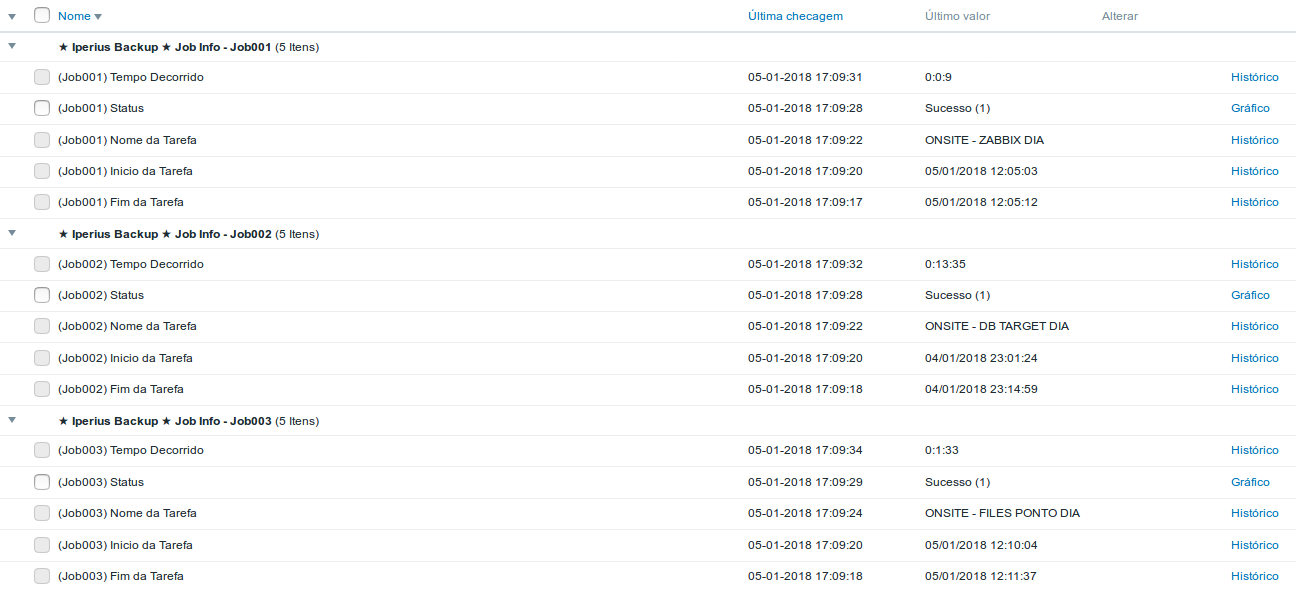 ▼ Nome ▼ Última checagem Último valor Alterar
▼ ★ Iperius Backup ★ Job Info - Job001 (5 Itens)
(Job001) Tempo Decorrido 05-01-2018 17:09:31 0:0:9 Histórico
(Job001) Status 05-01-2018 17:09:28 Sucesso (1) Gráfico
(Job001) Nome da Tarefa 05-01-2018 17:09:22 ONSITE - ZABBIX DIA Histórico
(Job001) Inicio da Tarefa 05-01-2018 17:09:20 05/01/2018 12:05:03 Histórico
(Job001) Fim da Tarefa 05-01-2018 17:09:17 05/01/2018 12:05:12 Histórico
▼ ★ Iperius Backup ★ Job Info - Job002 (5 Itens)
(Job002) Tempo Decorrido 05-01-2018 17:09:32 0:13:35 Histórico
(Job002) Status 05-01-2018 17:09:28 Sucesso (1) Gráfico
(Job002) Nome da Tarefa 05-01-2018 17:09:22 ONSITE - DB TARGET DIA Histórico
(Job002) Inicio da Tarefa 05-01-2018 17:09:20 04/01/2018 23:01:24 Histórico
(Job002) Fim da Tarefa 05-01-2018 17:09:18 04/01/2018 23:14:59 Histórico
▼ ★ Iperius Backup ★ Job Info - Job003 (5 Itens)
(Job003) Tempo Decorrido 05-01-2018 17:09:34 0:1:33 Histórico
(Job003) Status 05-01-2018 17:09:29 Sucesso (1) Gráfico
(Job003) Nome da Tarefa 05-01-2018 17:09:24 ONSITE - FILES PONTO DIA Histórico
(Job003) Inicio da Tarefa 05-01-2018 17:09:20 05/01/2018 12:10:04 Histórico
(Job003) Fim da Tarefa 05-01-2018 17:09:18 05/01/2018 12:11:37 Histórico